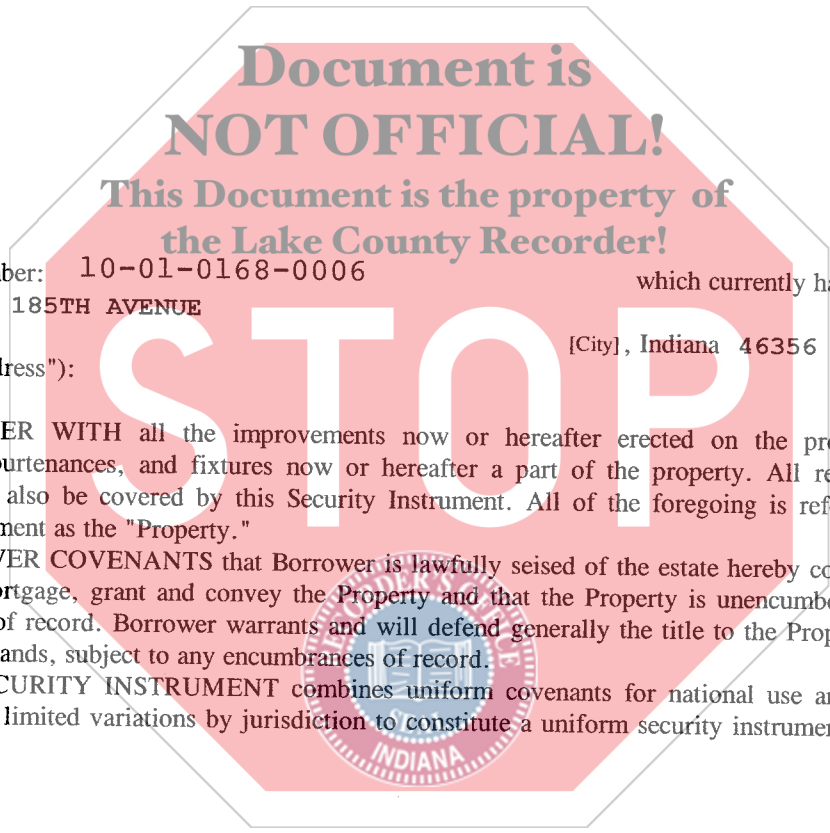 Document is
NOT OFFICIAL!
This Document is the property of
the Lake County Recorder!
ber: 10-01-0168-0006 which currently ha
185TH AVENUE
[City], Indiana 46356
dress"):
STOP
ER WITH all the improvements now or hereafter erected on the pro
purtenances, and fixtures now or hereafter a part of the property. All re
also be covered by this Security Instrument. All of the foregoing is ref
ment as the "Property."
VER COVENANTS that Borrower is lawfully seised of the estate hereby co
ortgage, grant and convey the Property and that the Property is unencumbe
of record. Borrower warrants and will defend generally the title to the Prop
ands, subject to any encumbrances of record.
CURITY INSTRUMENT combines uniform covenants for national use an
limited variations by jurisdiction to constitute a uniform security instrumen
RECORDER'S OFFICE
SEAL
INDIANA